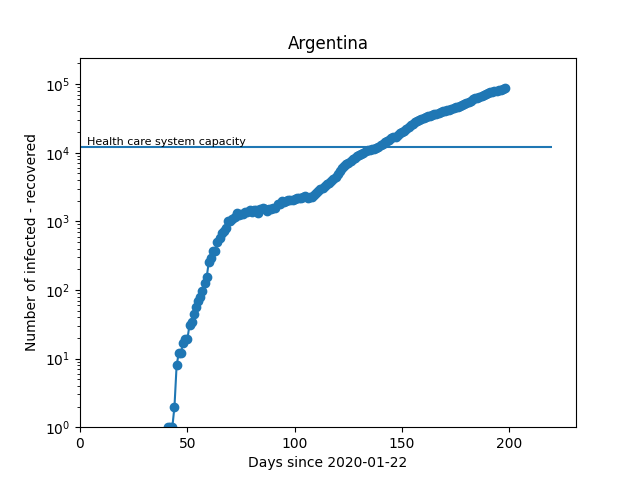 Argentina
Number of infected - recovered
10^5
Health care system capacity
10^4
10^3
10^2
10^1
10^0
0 50 100 150 200
Days since 2020-01-22